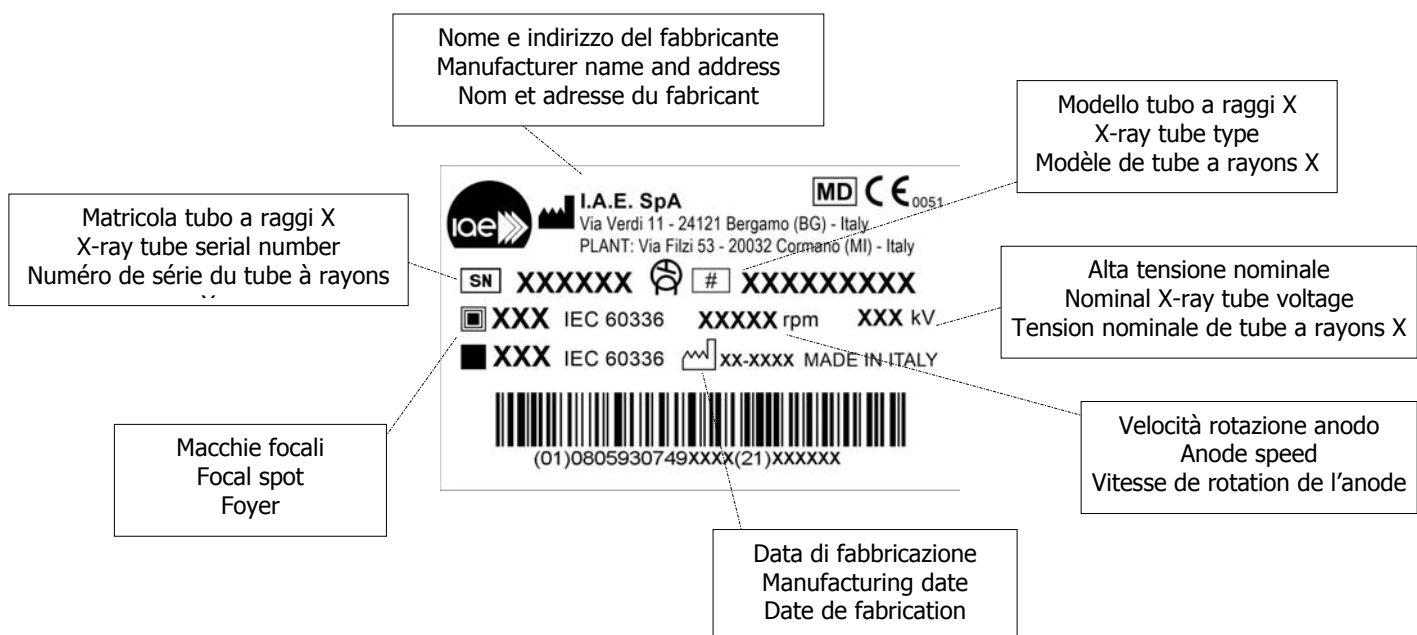 Nome e indirizzo del fabbricante
Manufacturer name and address
Nom et adresse du fabricant
Modello tubo a raggi X
X-ray tube type
Modèle de tube a rayons X
Matricola tubo a raggi X
X-ray tube serial number
Numéro de série du tube à rayons
iae
I.A.E. SpA
MD CE 0051
Via Verdi 11 - 24121 Bergamo (BG) - Italy
PLANT: Via Filzi 53 - 20032 Cormano (MI) - Italy
SN XXXXXX # XXXXXXXXX
XXX IEC 60336 XXXXX rpm XXX kV
XXX IEC 60336 xx-xxxx MADE IN ITALY
(01)0805930749XXXX(21)XXXXXX
Alta tensione nominale
Nominal X-ray tube voltage
Tension nominale de tube a rayons X
Macchie focali
Focal spot
Foyer
Velocità rotazione anodo
Anode speed
Vitesse de rotation de l’anode
Data di fabbricazione
Manufacturing date
Date de fabrication